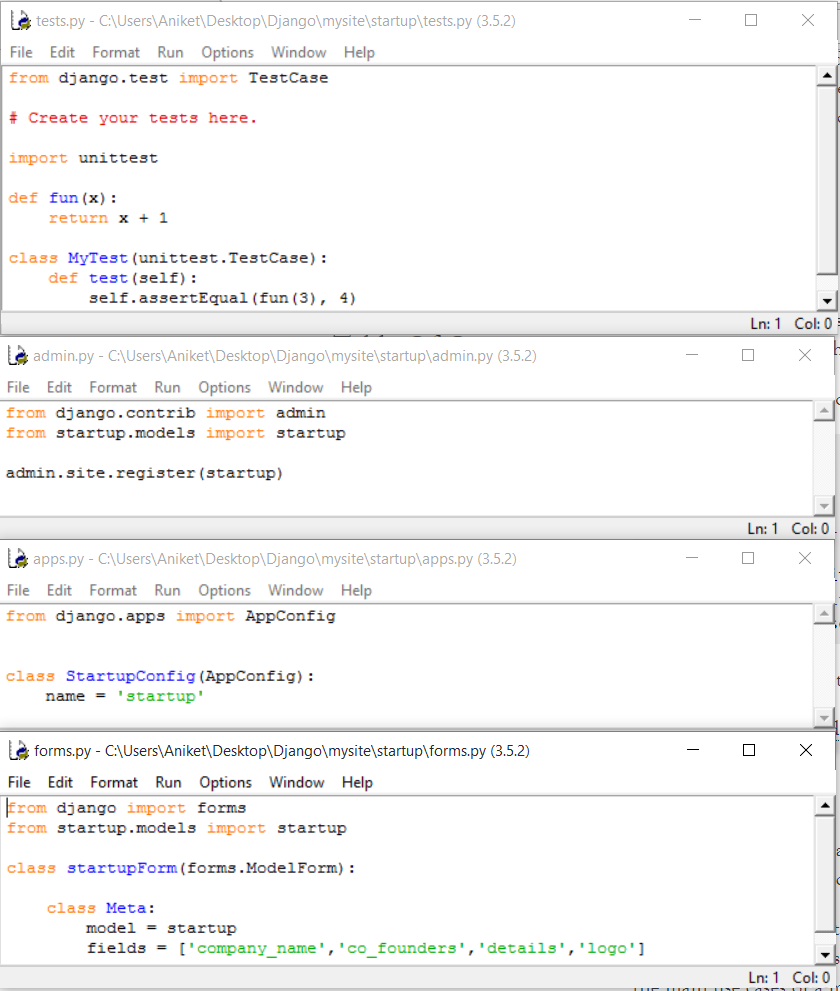 tests.py - C:\Users\Aniket\Desktop\Django\mysite\startup\tests.py (3.5.2)
File Edit Format Run Options Window Help
from django.test import TestCase
# Create your tests here.
import unittest
def fun(x):
    return x + 1
class MyTest(unittest.TestCase):
    def test(self):
        self.assertEqual(fun(3), 4)
Ln: 1 Col: 0
admin.py - C:\Users\Aniket\Desktop\Django\mysite\startup\admin.py (3.5.2)
File Edit Format Run Options Window Help
from django.contrib import admin
from startup.models import startup
admin.site.register(startup)
Ln: 1 Col: 0
apps.py - C:\Users\Aniket\Desktop\Django\mysite\startup\apps.py (3.5.2)
File Edit Format Run Options Window Help
from django.apps import AppConfig
class StartupConfig(AppConfig):
    name = 'startup'
forms.py - C:\Users\Aniket\Desktop\Django\mysite\startup\forms.py (3.5.2)
File Edit Format Run Options Window Help
from django import forms
from startup.models import startup
class startupForm(forms.ModelForm):
    class Meta:
        model = startup
        fields = ['company_name','co_founders','details','logo']
Ln: 1 Col: 0